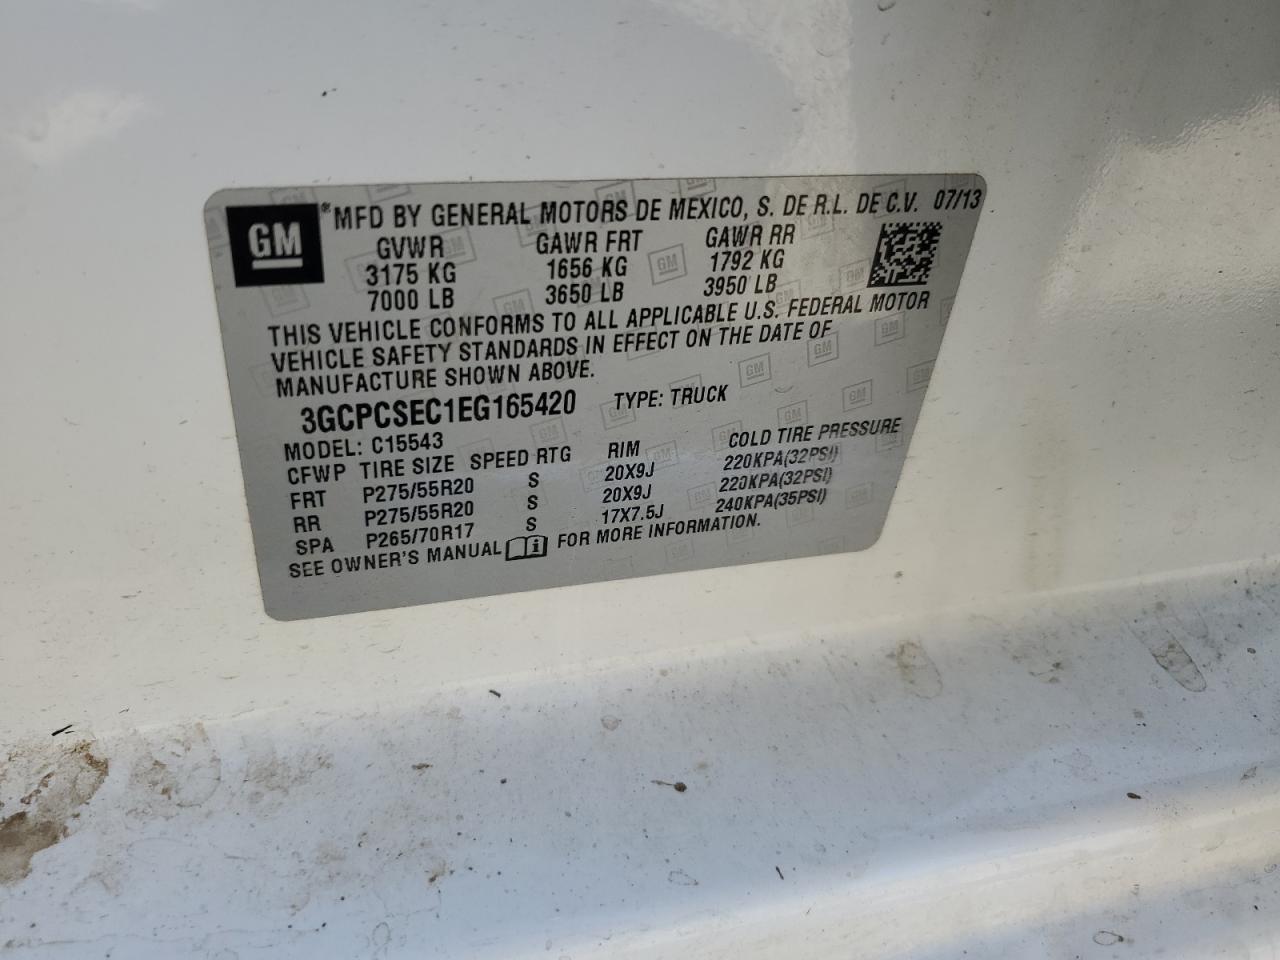 GM
*MFD BY GENERAL MOTORS DE MEXICO, S. DE R.L. DE C.V. 07/13
GVWR GAWR FRT GAWR RR
3175 KG 1656 KG 1792 KG
7000 LB 3650 LB 3950 LB
THIS VEHICLE CONFORMS TO ALL APPLICABLE U.S. FEDERAL MOTOR
VEHICLE SAFETY STANDARDS IN EFFECT ON THE DATE OF
MANUFACTURE SHOWN ABOVE.
3GCPCSEC1EG165420 TYPE: TRUCK
MODEL: C15543
CFWP TIRE SIZE SPEED RTG RIM COLD TIRE PRESSURE
FRT P275/55R20 S 20X9J 220KPA(32PSI)
RR P275/55R20 S 20X9J 220KPA(32PSI)
SPA P265/70R17 S 17X7.5J 240KPA(35PSI)
SEE OWNER'S MANUAL i FOR MORE INFORMATION.